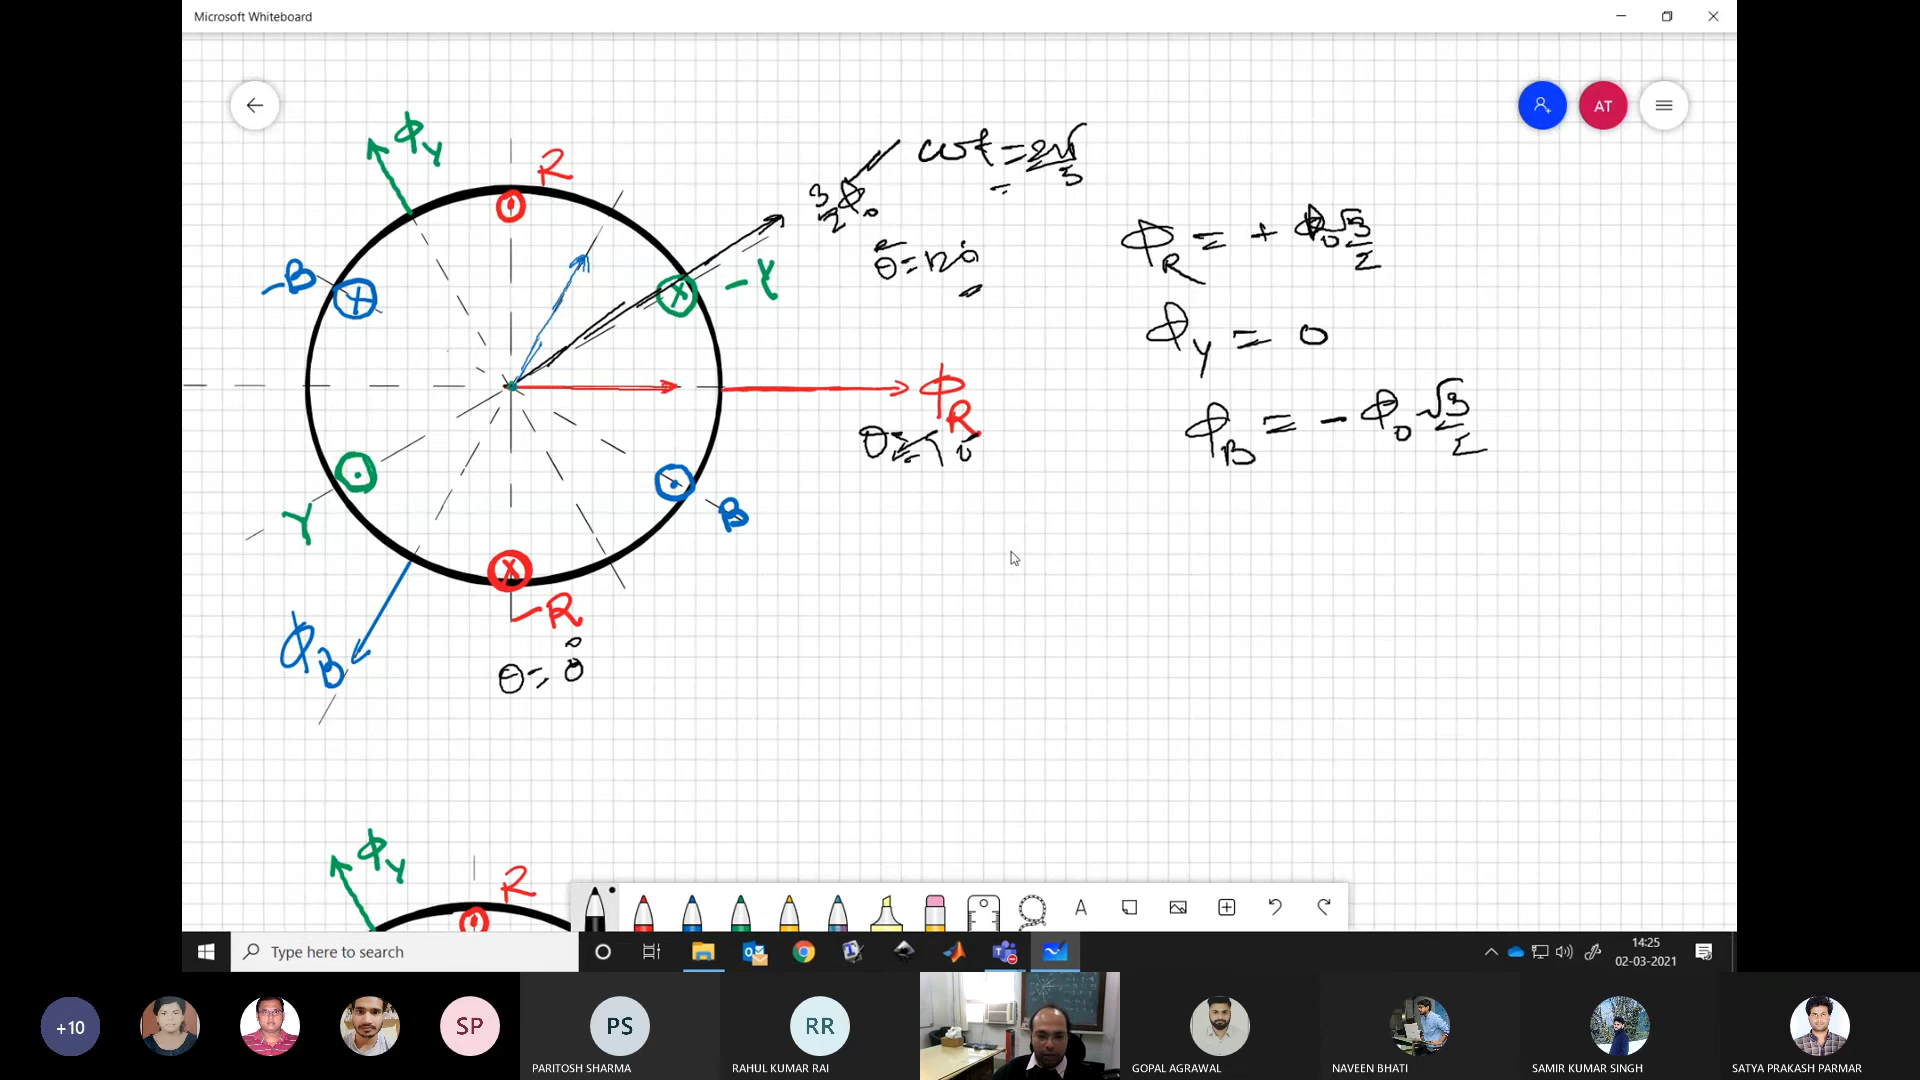 Microsoft Whiteboard
AT
ϕY
R
-B
-Y
3/2 ϕ0
ωt = 2π/3
θ = 120°
ϕR = + ϕ0 √3/2
ϕY = 0
ϕB = - ϕ0 √3/2
ϕR
θ = 90°
Y
B
-R
ϕB
θ = 0°
ϕY
R
A
Type here to search
14:25
02-03-2021
+10
SP
PS
PARITOSH SHARMA
RR
RAHUL KUMAR RAI
GOPAL AGRAWAL
NAVEEN BHATI
SAMIR KUMAR SINGH
SATYA PRAKASH PARMAR